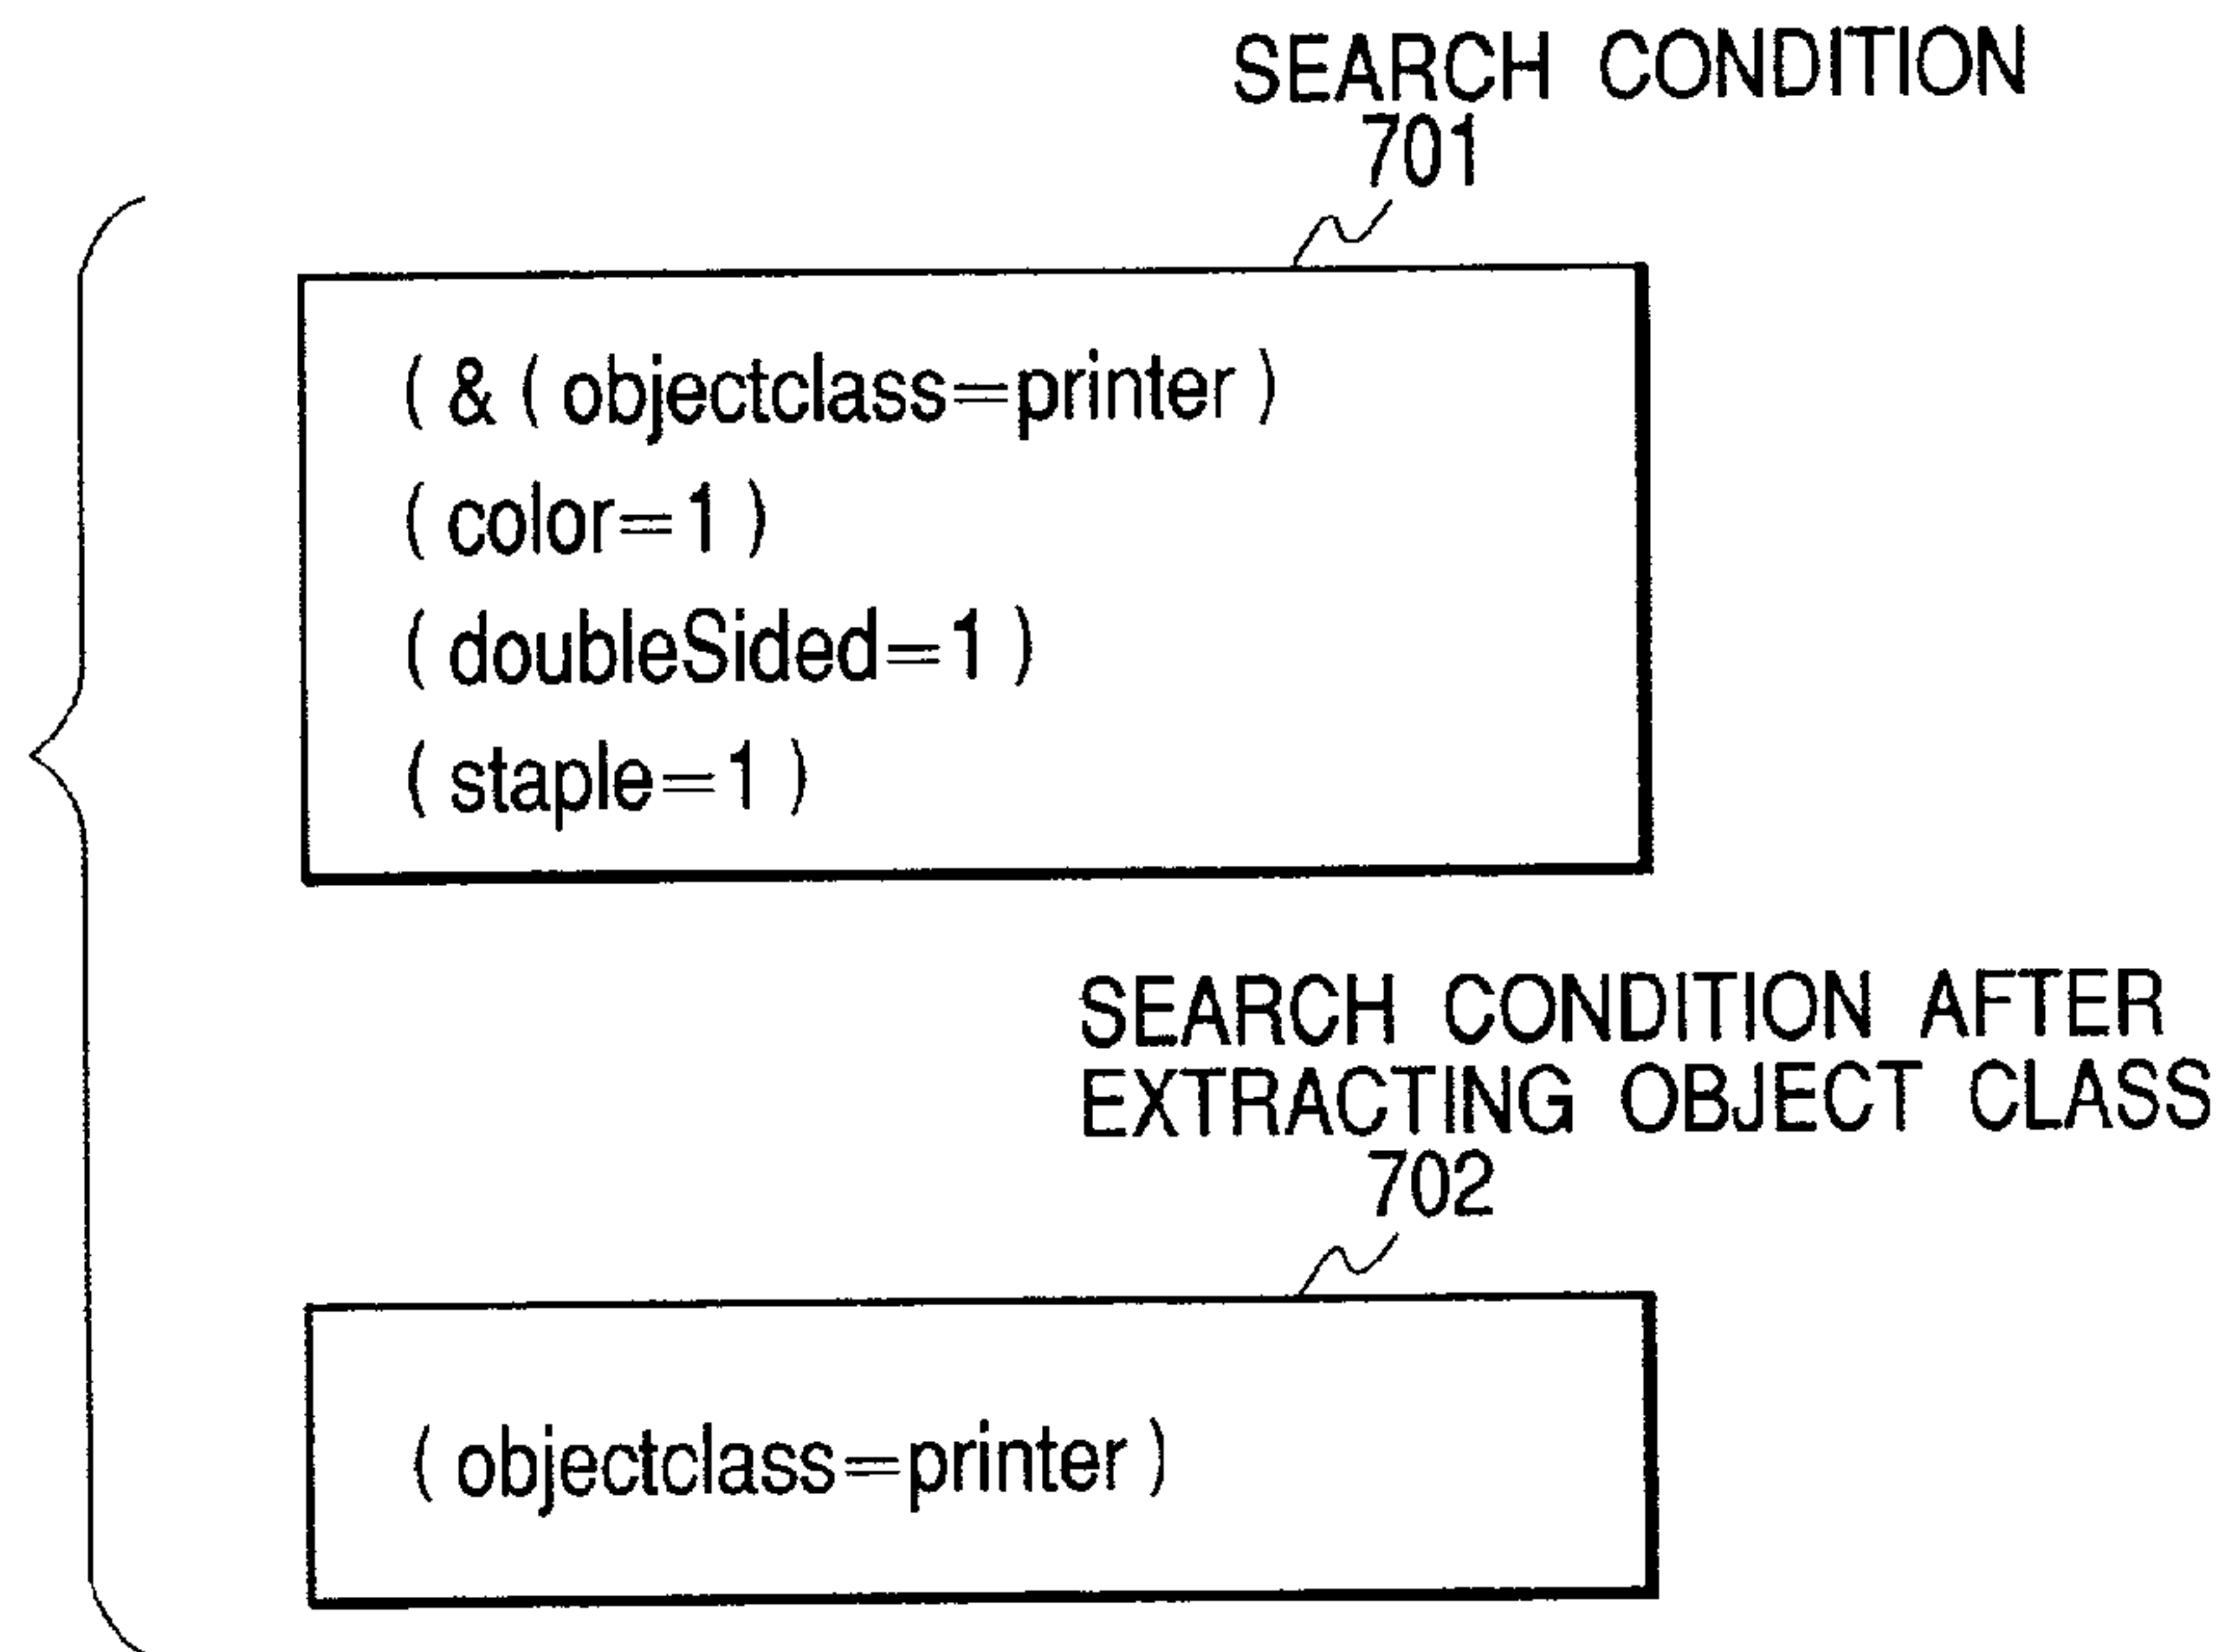 SEARCH CONDITION
701
( & ( objectclass=printer )
( color=1 )
( doubleSided=1 )
( staple=1 )
SEARCH CONDITION AFTER
EXTRACTING OBJECT CLASS
702
( objectclass=printer )